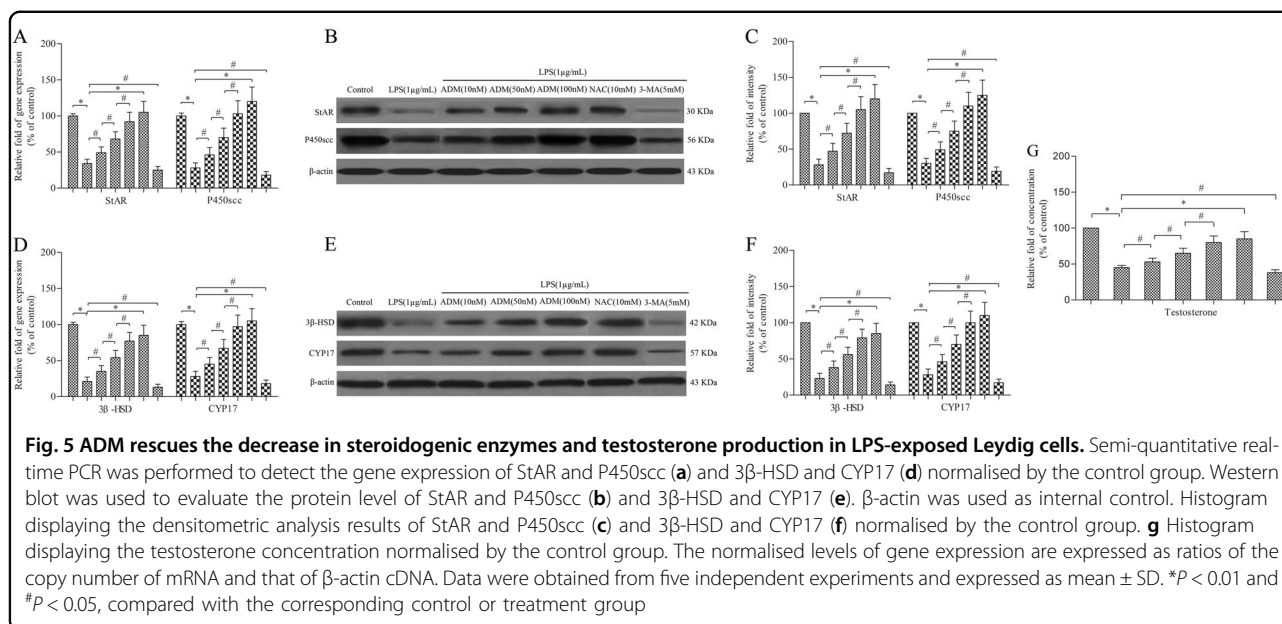 A
Relative fold of gene expression
(% of control)
200
150
100
50
0
* # # # # * #
* # # # # * #
StAR
P450scc
B
LPS(1μg/mL)
Control LPS(1μg/mL) ADM(10nM) ADM(50nM) ADM(100nM) NAC(10mM) 3-MA(5mM)
StAR 30 KDa
P450scc 56 KDa
β-actin 43 KDa
C
Relative fold of intensity
(% of control)
200
150
100
50
0
* # # # * #
* # # # * #
StAR
P450scc
D
Relative fold of gene expression
(% of control)
200
150
100
50
0
* # # # * #
* # # # * #
3β -HSD
CYP17
E
LPS(1μg/mL)
Control LPS(1μg/mL) ADM(10nM) ADM(50nM) ADM(100nM) NAC(10mM) 3-MA(5mM)
3β-HSD 42 KDa
CYP17 57 KDa
β-actin 43 KDa
F
Relative fold of intensity
(% of control)
200
150
100
50
0
* # # # * #
* # # # * #
3β -HSD
CYP17
G
Relative fold of concentration
(% of control)
200
150
100
50
0
* # # # * #
Testosterone
Fig. 5 ADM rescues the decrease in steroidogenic enzymes and testosterone production in LPS-exposed Leydig cells. Semi-quantitative real-
time PCR was performed to detect the gene expression of StAR and P450scc (a) and 3β-HSD and CYP17 (d) normalised by the control group. Western
blot was used to evaluate the protein level of StAR and P450scc (b) and 3β-HSD and CYP17 (e). β-actin was used as internal control. Histogram
displaying the densitometric analysis results of StAR and P450scc (c) and 3β-HSD and CYP17 (f) normalised by the control group. g Histogram
displaying the testosterone concentration normalised by the control group. The normalised levels of gene expression are expressed as ratios of the
copy number of mRNA and that of β-actin cDNA. Data were obtained from five independent experiments and expressed as mean ± SD. *P < 0.01 and
#P < 0.05, compared with the corresponding control or treatment group